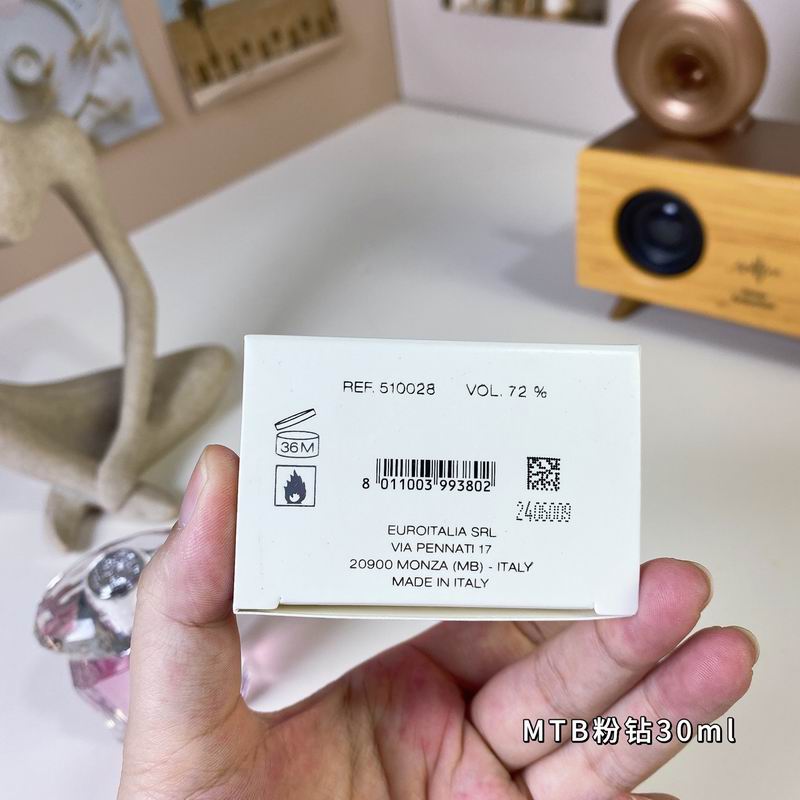 REF. 510028 VOL. 72 %
36M
8 011003 993802
2406009
EUROITALIA SRL
VIA PENNATI 17
20900 MONZA (MB) - ITALY
MADE IN ITALY
MTB粉钻30ml